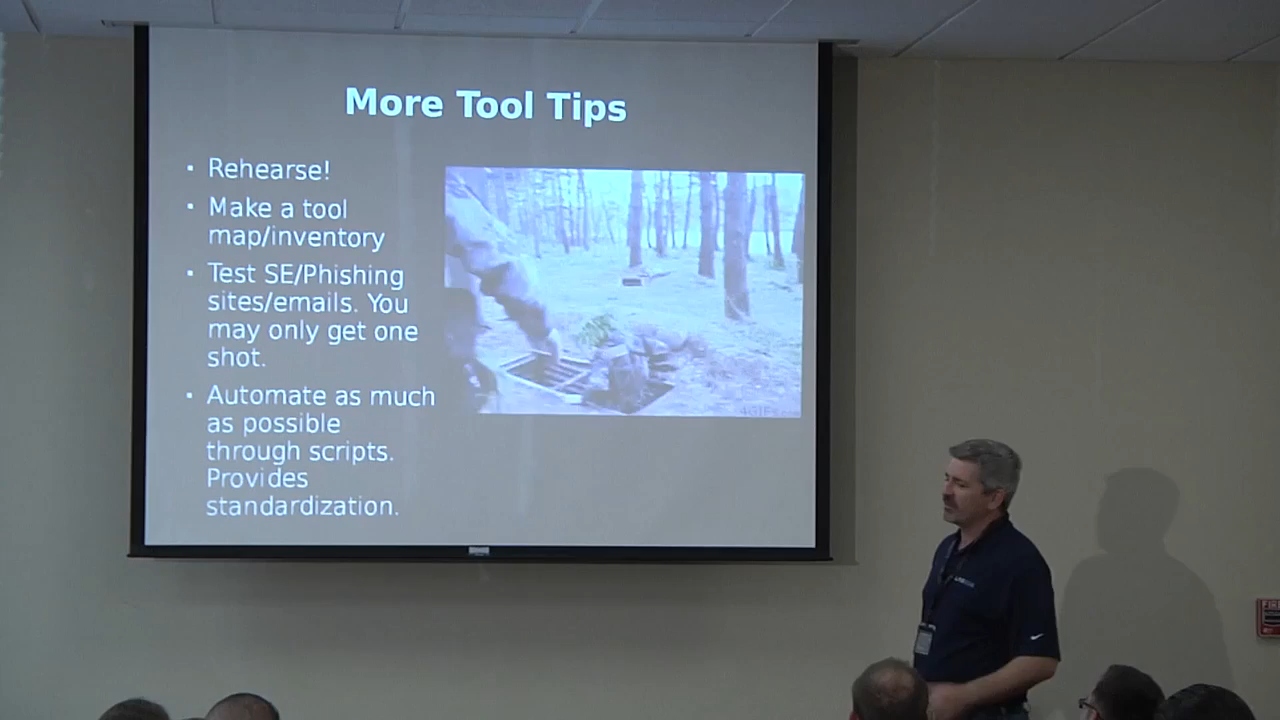 More Tool Tips
• Rehearse!
• Make a tool
map/inventory
• Test SE/Phishing
sites/emails. You
may only get one
shot.
• Automate as much
as possible
through scripts.
Provides
standardization.